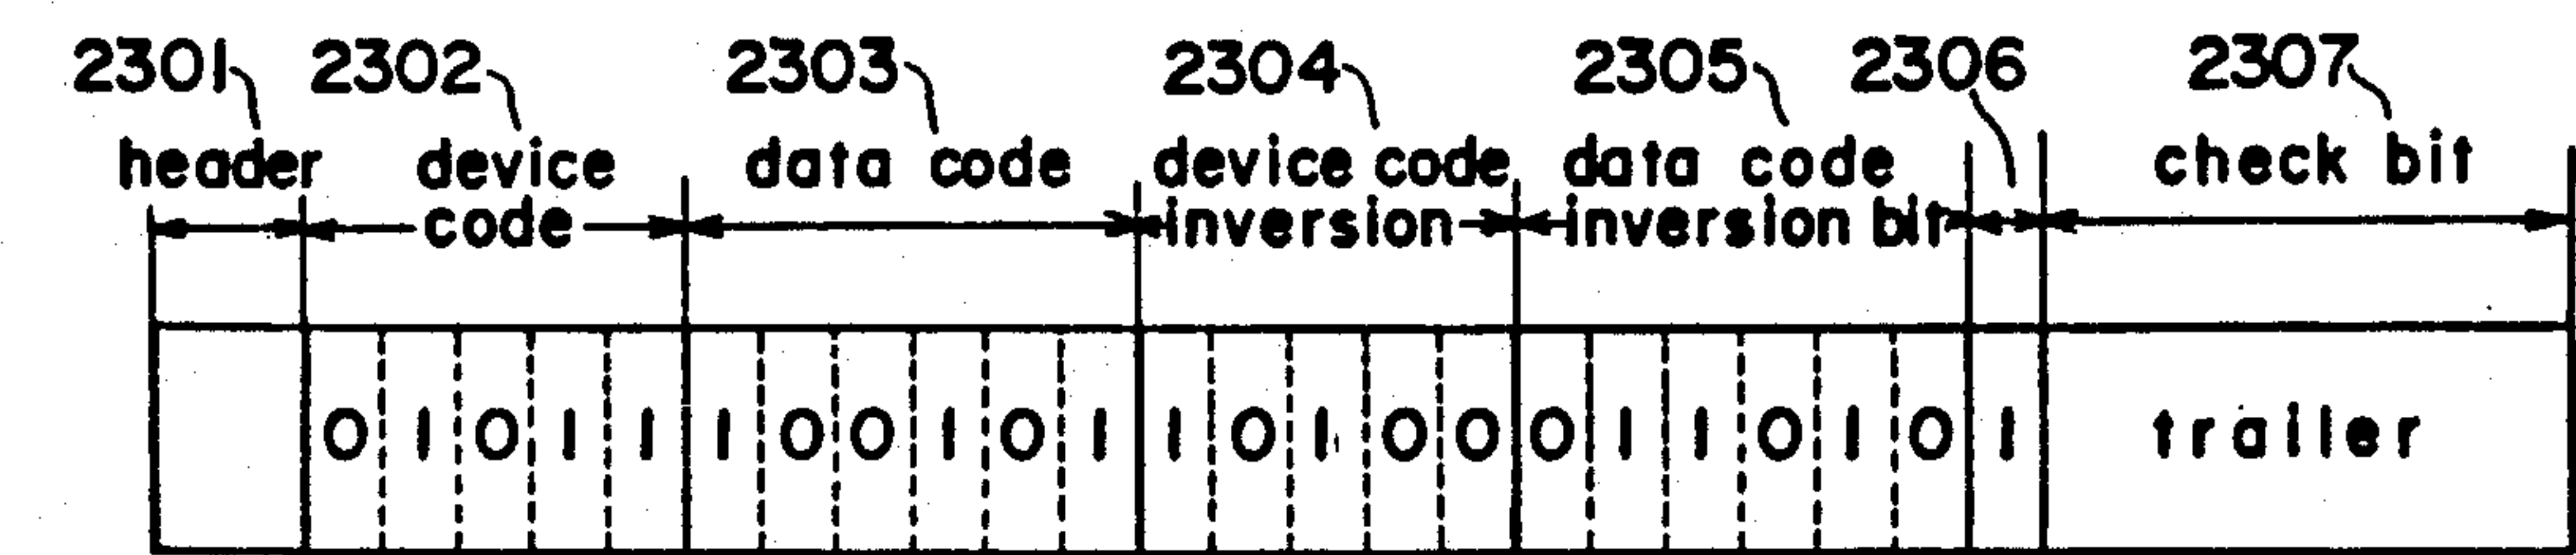 2301 2302 2303 2304 2305 2306 2307
header device data code device code data code check bit
code inversion inversion bit
0 1 0 1 1 1 0 0 1 0 1 1 0 1 0 0 0 1 1 0 1 0 1 trailer